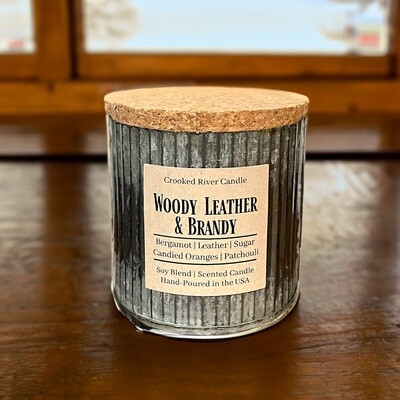 Crooked River Candle
Woody Leather
& Brandy
Bergamot | Leather | Sugar
Candied Oranges | Patchouli
Soy Blend | Scented Candle
Hand-Poured in the USA